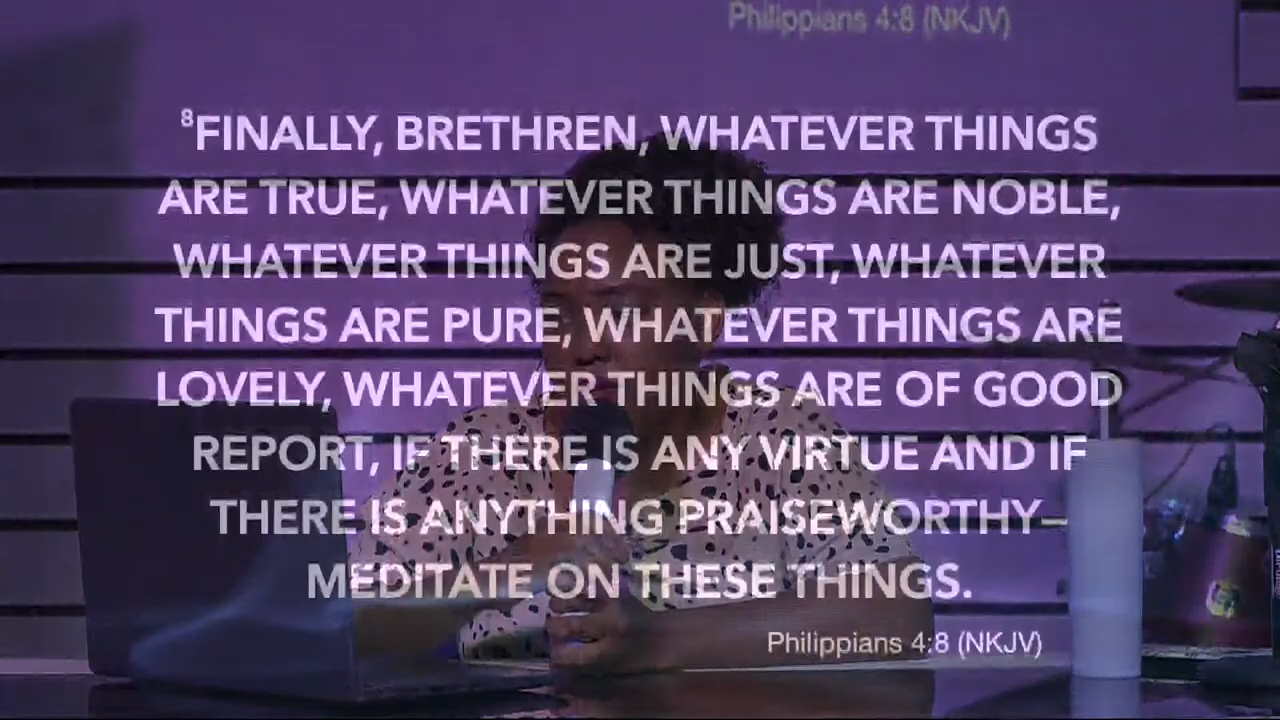 Philippians 4:8 (NKJV)
⁸FINALLY, BRETHREN, WHATEVER THINGS
ARE TRUE, WHATEVER THINGS ARE NOBLE,
WHATEVER THINGS ARE JUST, WHATEVER
THINGS ARE PURE, WHATEVER THINGS ARE
LOVELY, WHATEVER THINGS ARE OF GOOD
REPORT, IF THERE IS ANY VIRTUE AND IF
THERE IS ANYTHING PRAISEWORTHY—
MEDITATE ON THESE THINGS.
Philippians 4:8 (NKJV)